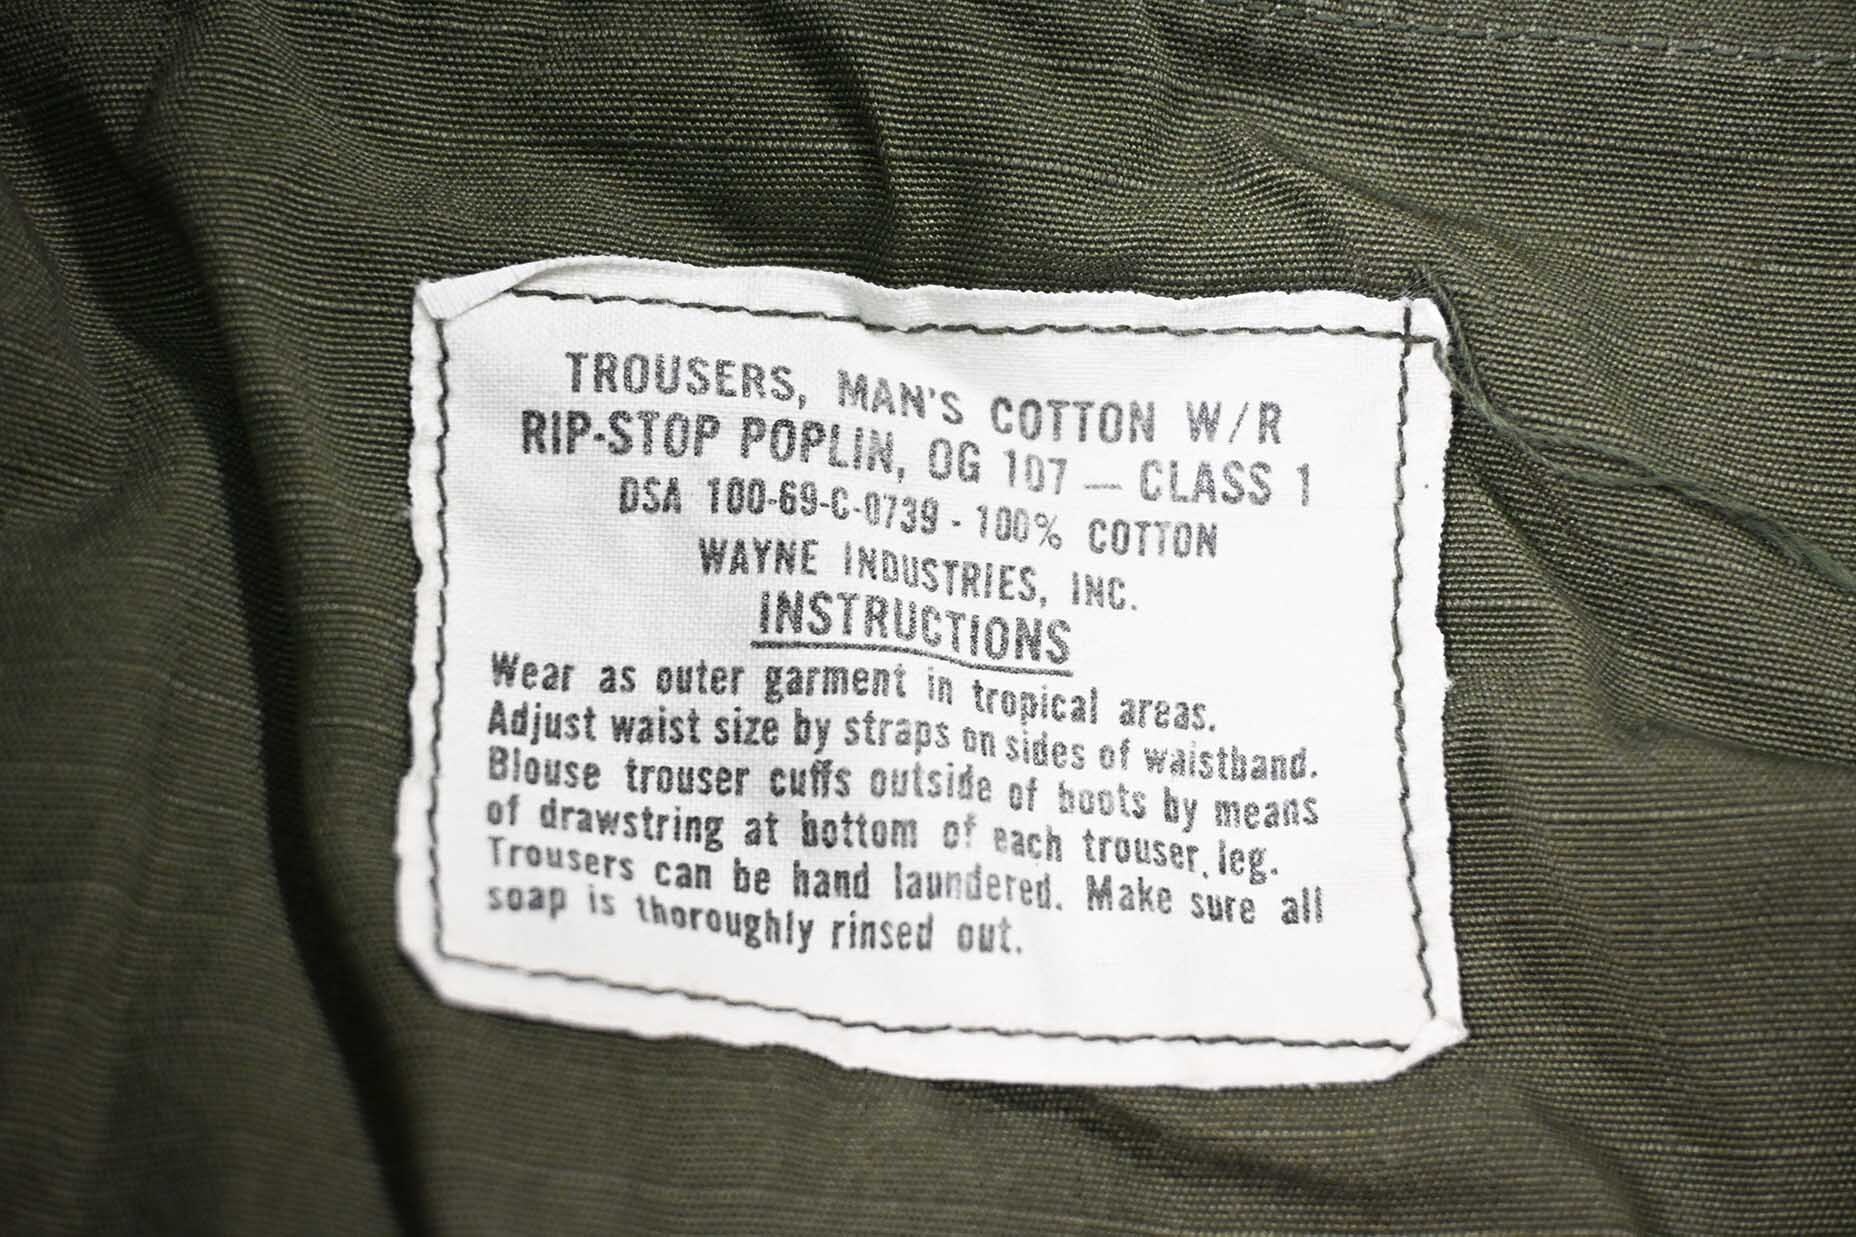 TROUSERS, MAN'S COTTON W/R
RIP-STOP POPLIN, OG 107 — CLASS 1
DSA 100-69-C-0739 - 100% COTTON
WAYNE INDUSTRIES, INC.
INSTRUCTIONS
Wear as outer garment in tropical areas.
Adjust waist size by straps on sides of waistband.
Blouse trouser cuffs outside of boots by means
of drawstring at bottom of each trouser leg.
Trousers can be hand laundered. Make sure all
soap is thoroughly rinsed out.